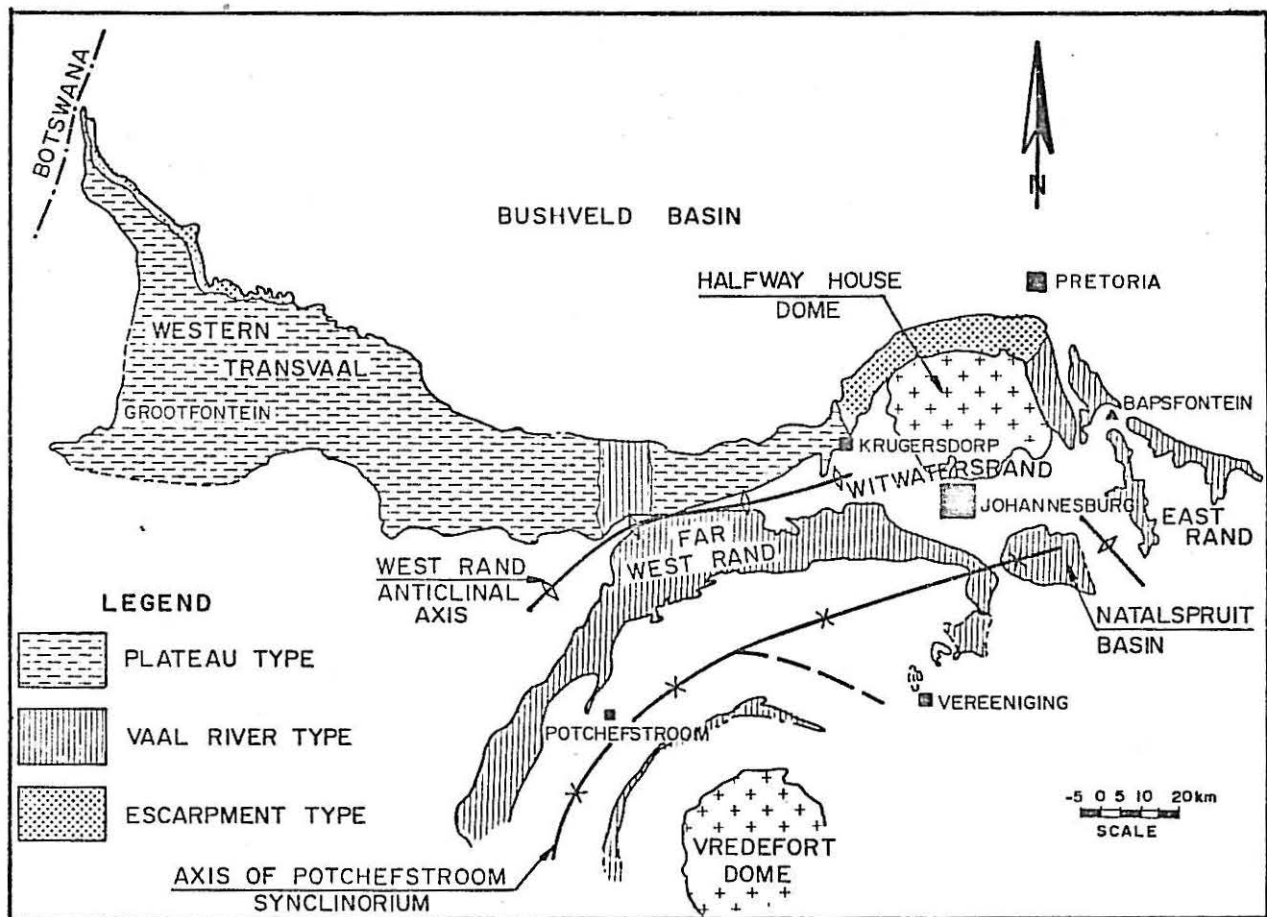 BOTSWANA
BUSHVELD BASIN
N
HALFWAY HOUSE
DOME
PRETORIA
WESTERN
TRANSVAAL
GROOTFONTEIN
BAPSFONTEIN
KRUGERSDORP
WITWATERSRAND
JOHANNESBURG
EAST
RAND
FAR
WEST RAND
WEST RAND
ANTICLINAL
AXIS
NATALSPRUIT
BASIN
LEGEND
PLATEAU TYPE
VAAL RIVER TYPE
ESCARPMENT TYPE
POTCHEFSTROOM
VEREENIGING
-5 0 5 10 20km
SCALE
VREDEFORT
DOME
AXIS OF POTCHEFSTROOM
SYNCLINORIUM